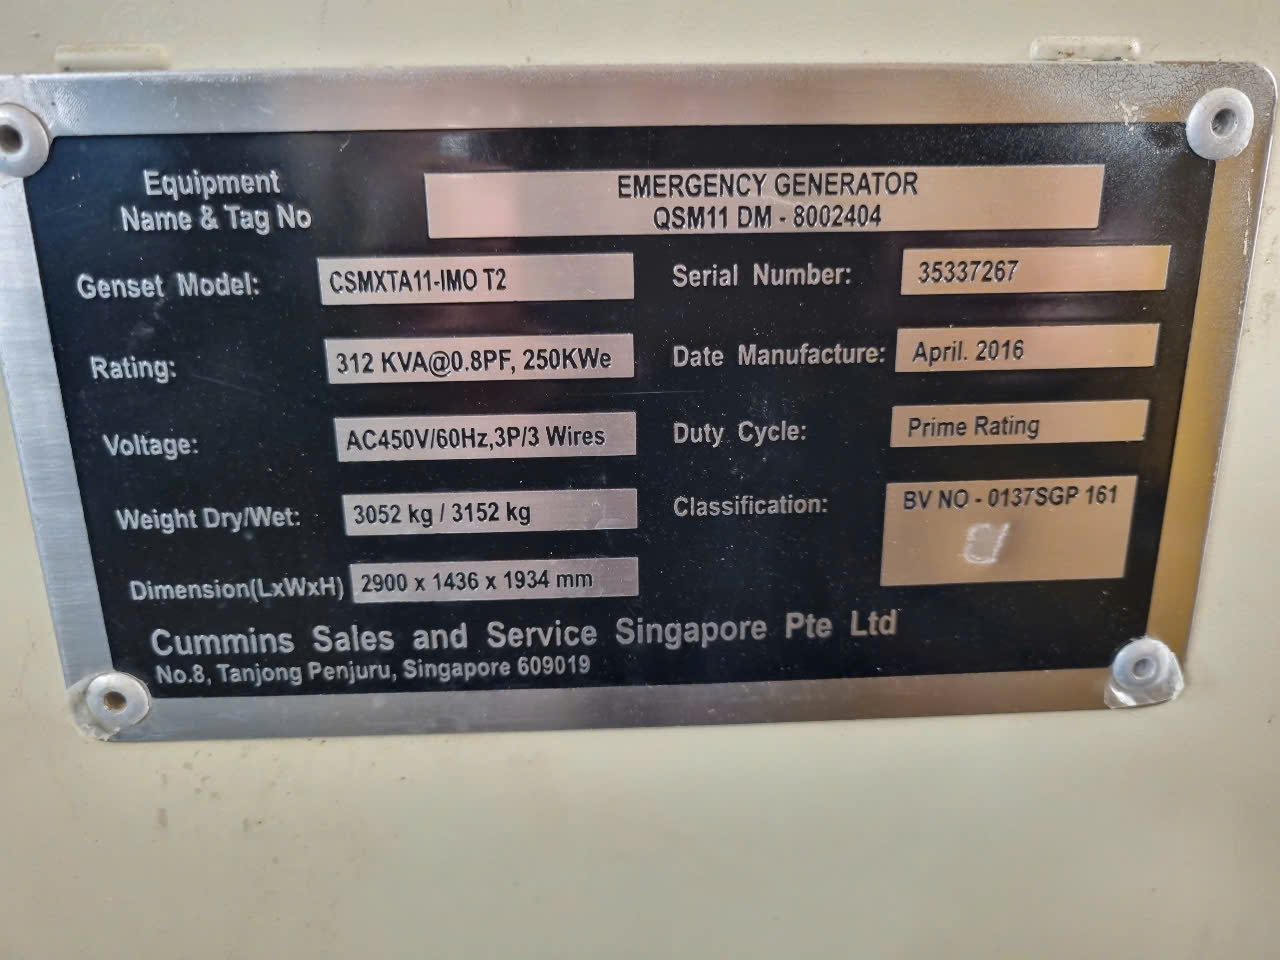 Equipment
Name & Tag No
EMERGENCY GENERATOR
QSM11 DM - 8002404
Genset Model: CSMXTA11-IMO T2
Serial Number: 35337267
Rating: 312 KVA@0.8PF, 250KWe
Date Manufacture: April. 2016
Voltage: AC450V/60Hz,3P/3 Wires
Duty Cycle: Prime Rating
Weight Dry/Wet: 3052 kg / 3152 kg
Classification: BV NO - 0137SGP 161
Dimension(LxWxH) 2900 x 1436 x 1934 mm
Cummins Sales and Service Singapore Pte Ltd
No.8, Tanjong Penjuru, Singapore 609019